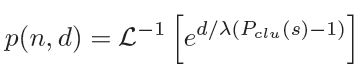 p(n, d) = \mathcal{L}^{-1} \left[ e^{d/\lambda(P_{clu}(s)-1)} \right]